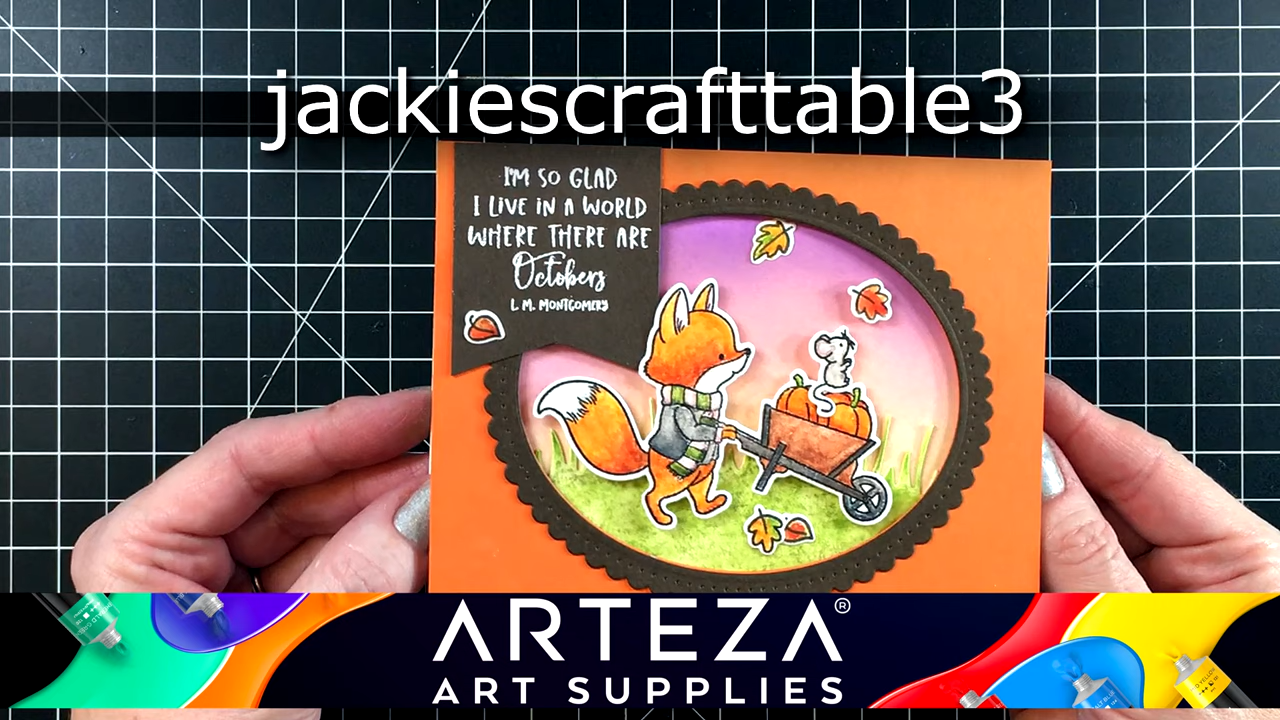 jackiescrafttable3
I'M SO GLAD
I LIVE IN A WORLD
WHERE THERE ARE
Octobers
L. M. MONTGOMERY
ARTEZA®
ART SUPPLIES